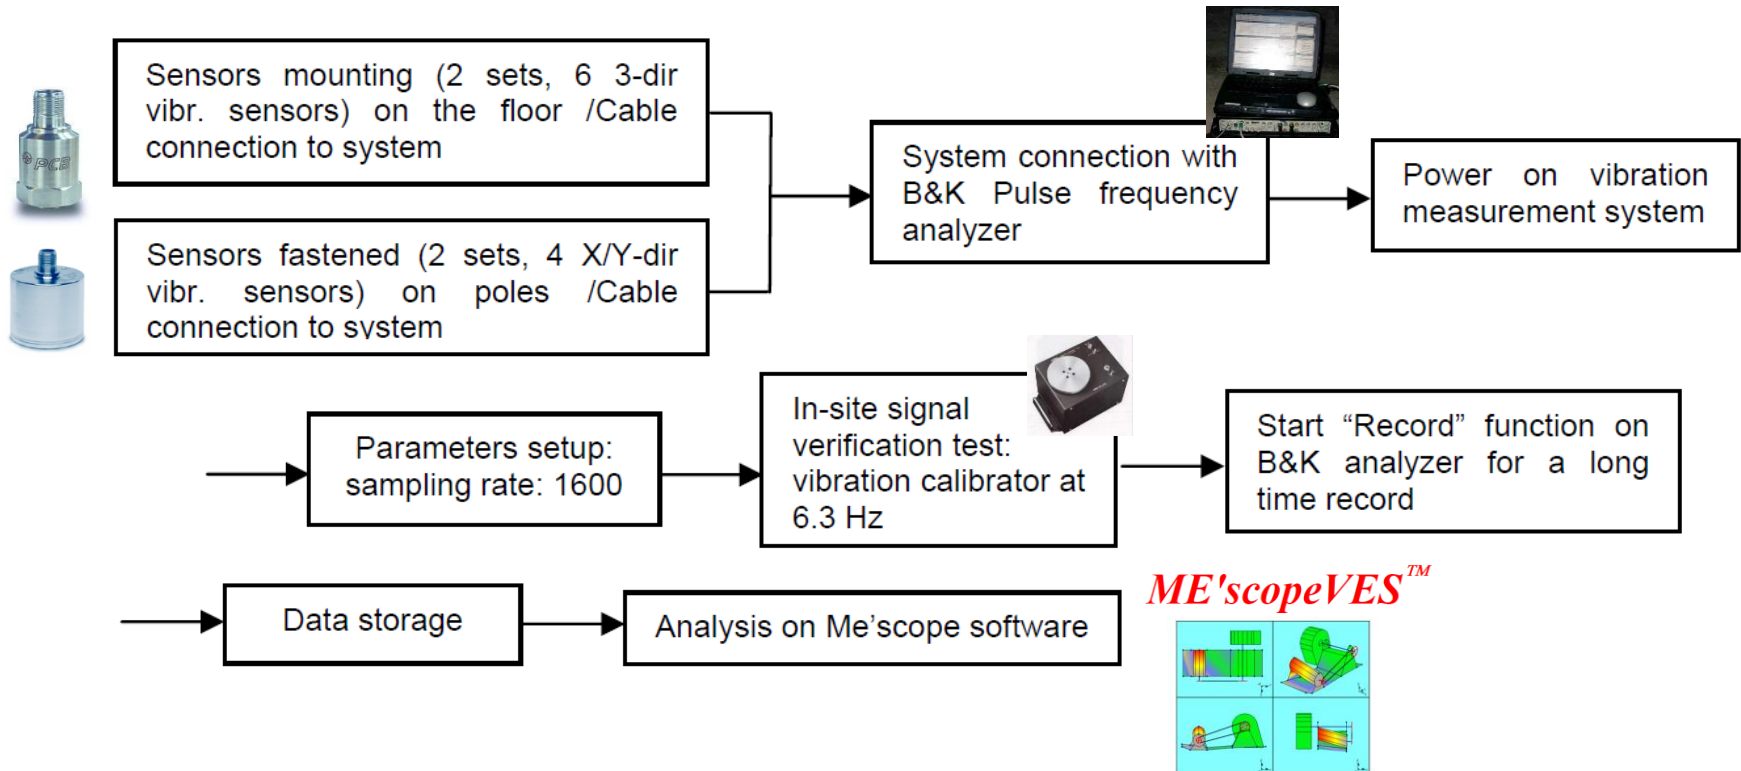 Sensors mounting (2 sets, 6 3-dir
vibr. sensors) on the floor /Cable
connection to system
PCB
Sensors fastened (2 sets, 4 X/Y-dir
vibr. sensors) on poles /Cable
connection to system
System connection with
B&K Pulse frequency
analyzer
Power on vibration
measurement system
Parameters setup:
sampling rate: 1600
In-site signal
verification test:
vibration calibrator at
6.3 Hz
Start “Record” function on
B&K analyzer for a long
time record
Data storage
Analysis on Me’scope software
ME'scopeVES™